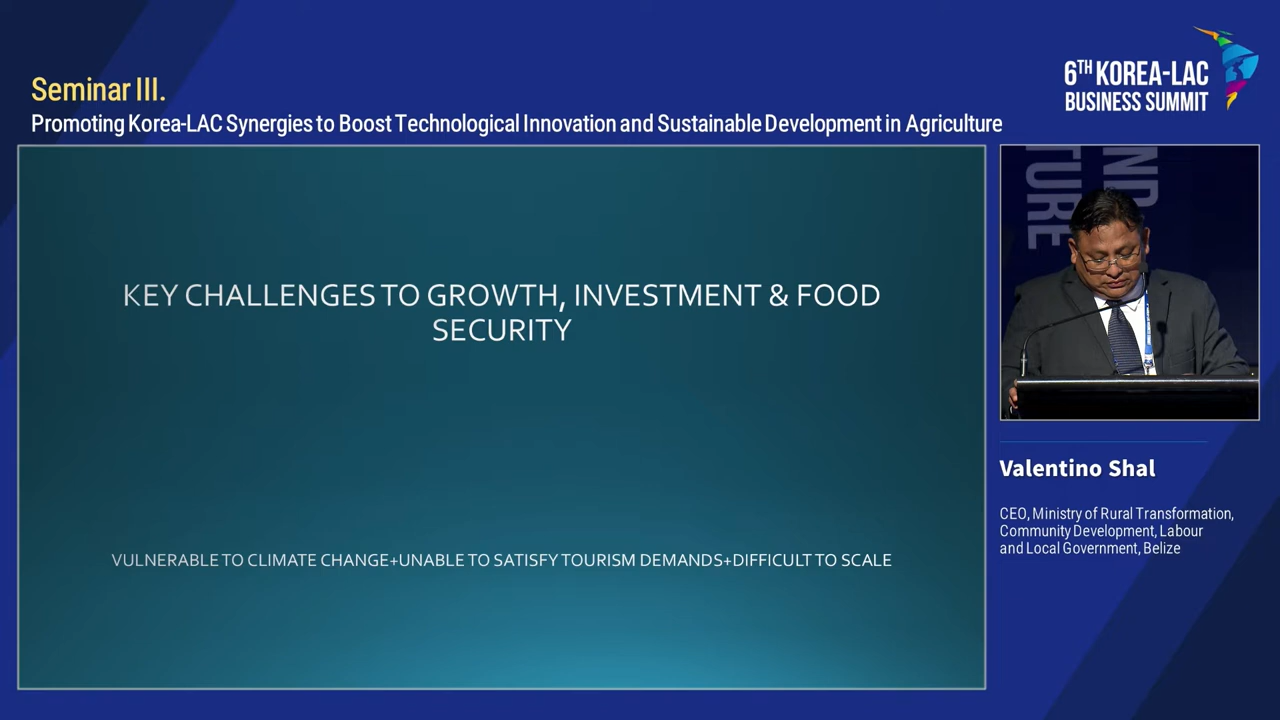 Seminar III.
Promoting Korea-LAC Synergies to Boost Technological Innovation and Sustainable Development in Agriculture
6TH KOREA-LAC
BUSINESS SUMMIT
KEY CHALLENGES TO GROWTH, INVESTMENT & FOOD
SECURITY
VULNERABLE TO CLIMATE CHANGE+UNABLE TO SATISFY TOURISM DEMANDS+DIFFICULT TO SCALE
ND
TURE
Valentino Shal
CEO, Ministry of Rural Transformation,
Community Development, Labour
and Local Government, Belize